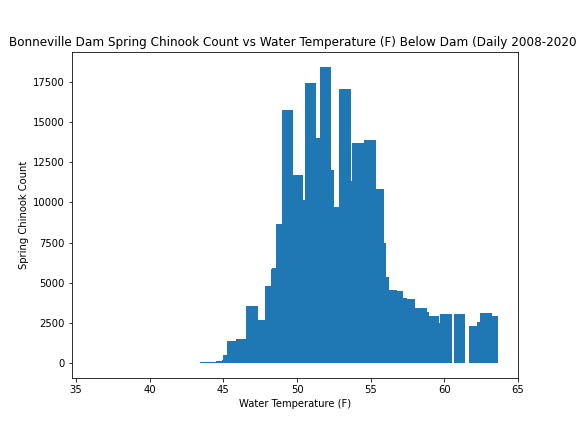 Bonneville Dam Spring Chinook Count vs Water Temperature (F) Below Dam (Daily 2008-2020
17500
15000
12500
10000
7500
5000
2500
0
Spring Chinook Count
35 40 45 50 55 60 65
Water Temperature (F)